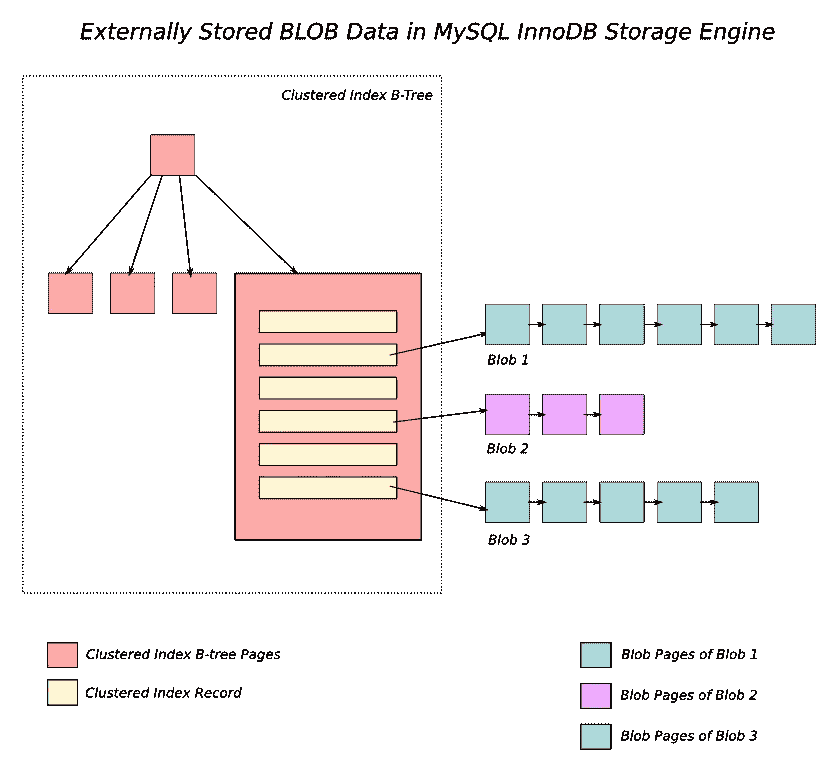 Externally Stored BLOB Data in MySQL InnoDB Storage Engine
Clustered Index B-Tree
Blob 1
Blob 2
Blob 3
Clustered Index B-tree Pages
Clustered Index Record
Blob Pages of Blob 1
Blob Pages of Blob 2
Blob Pages of Blob 3